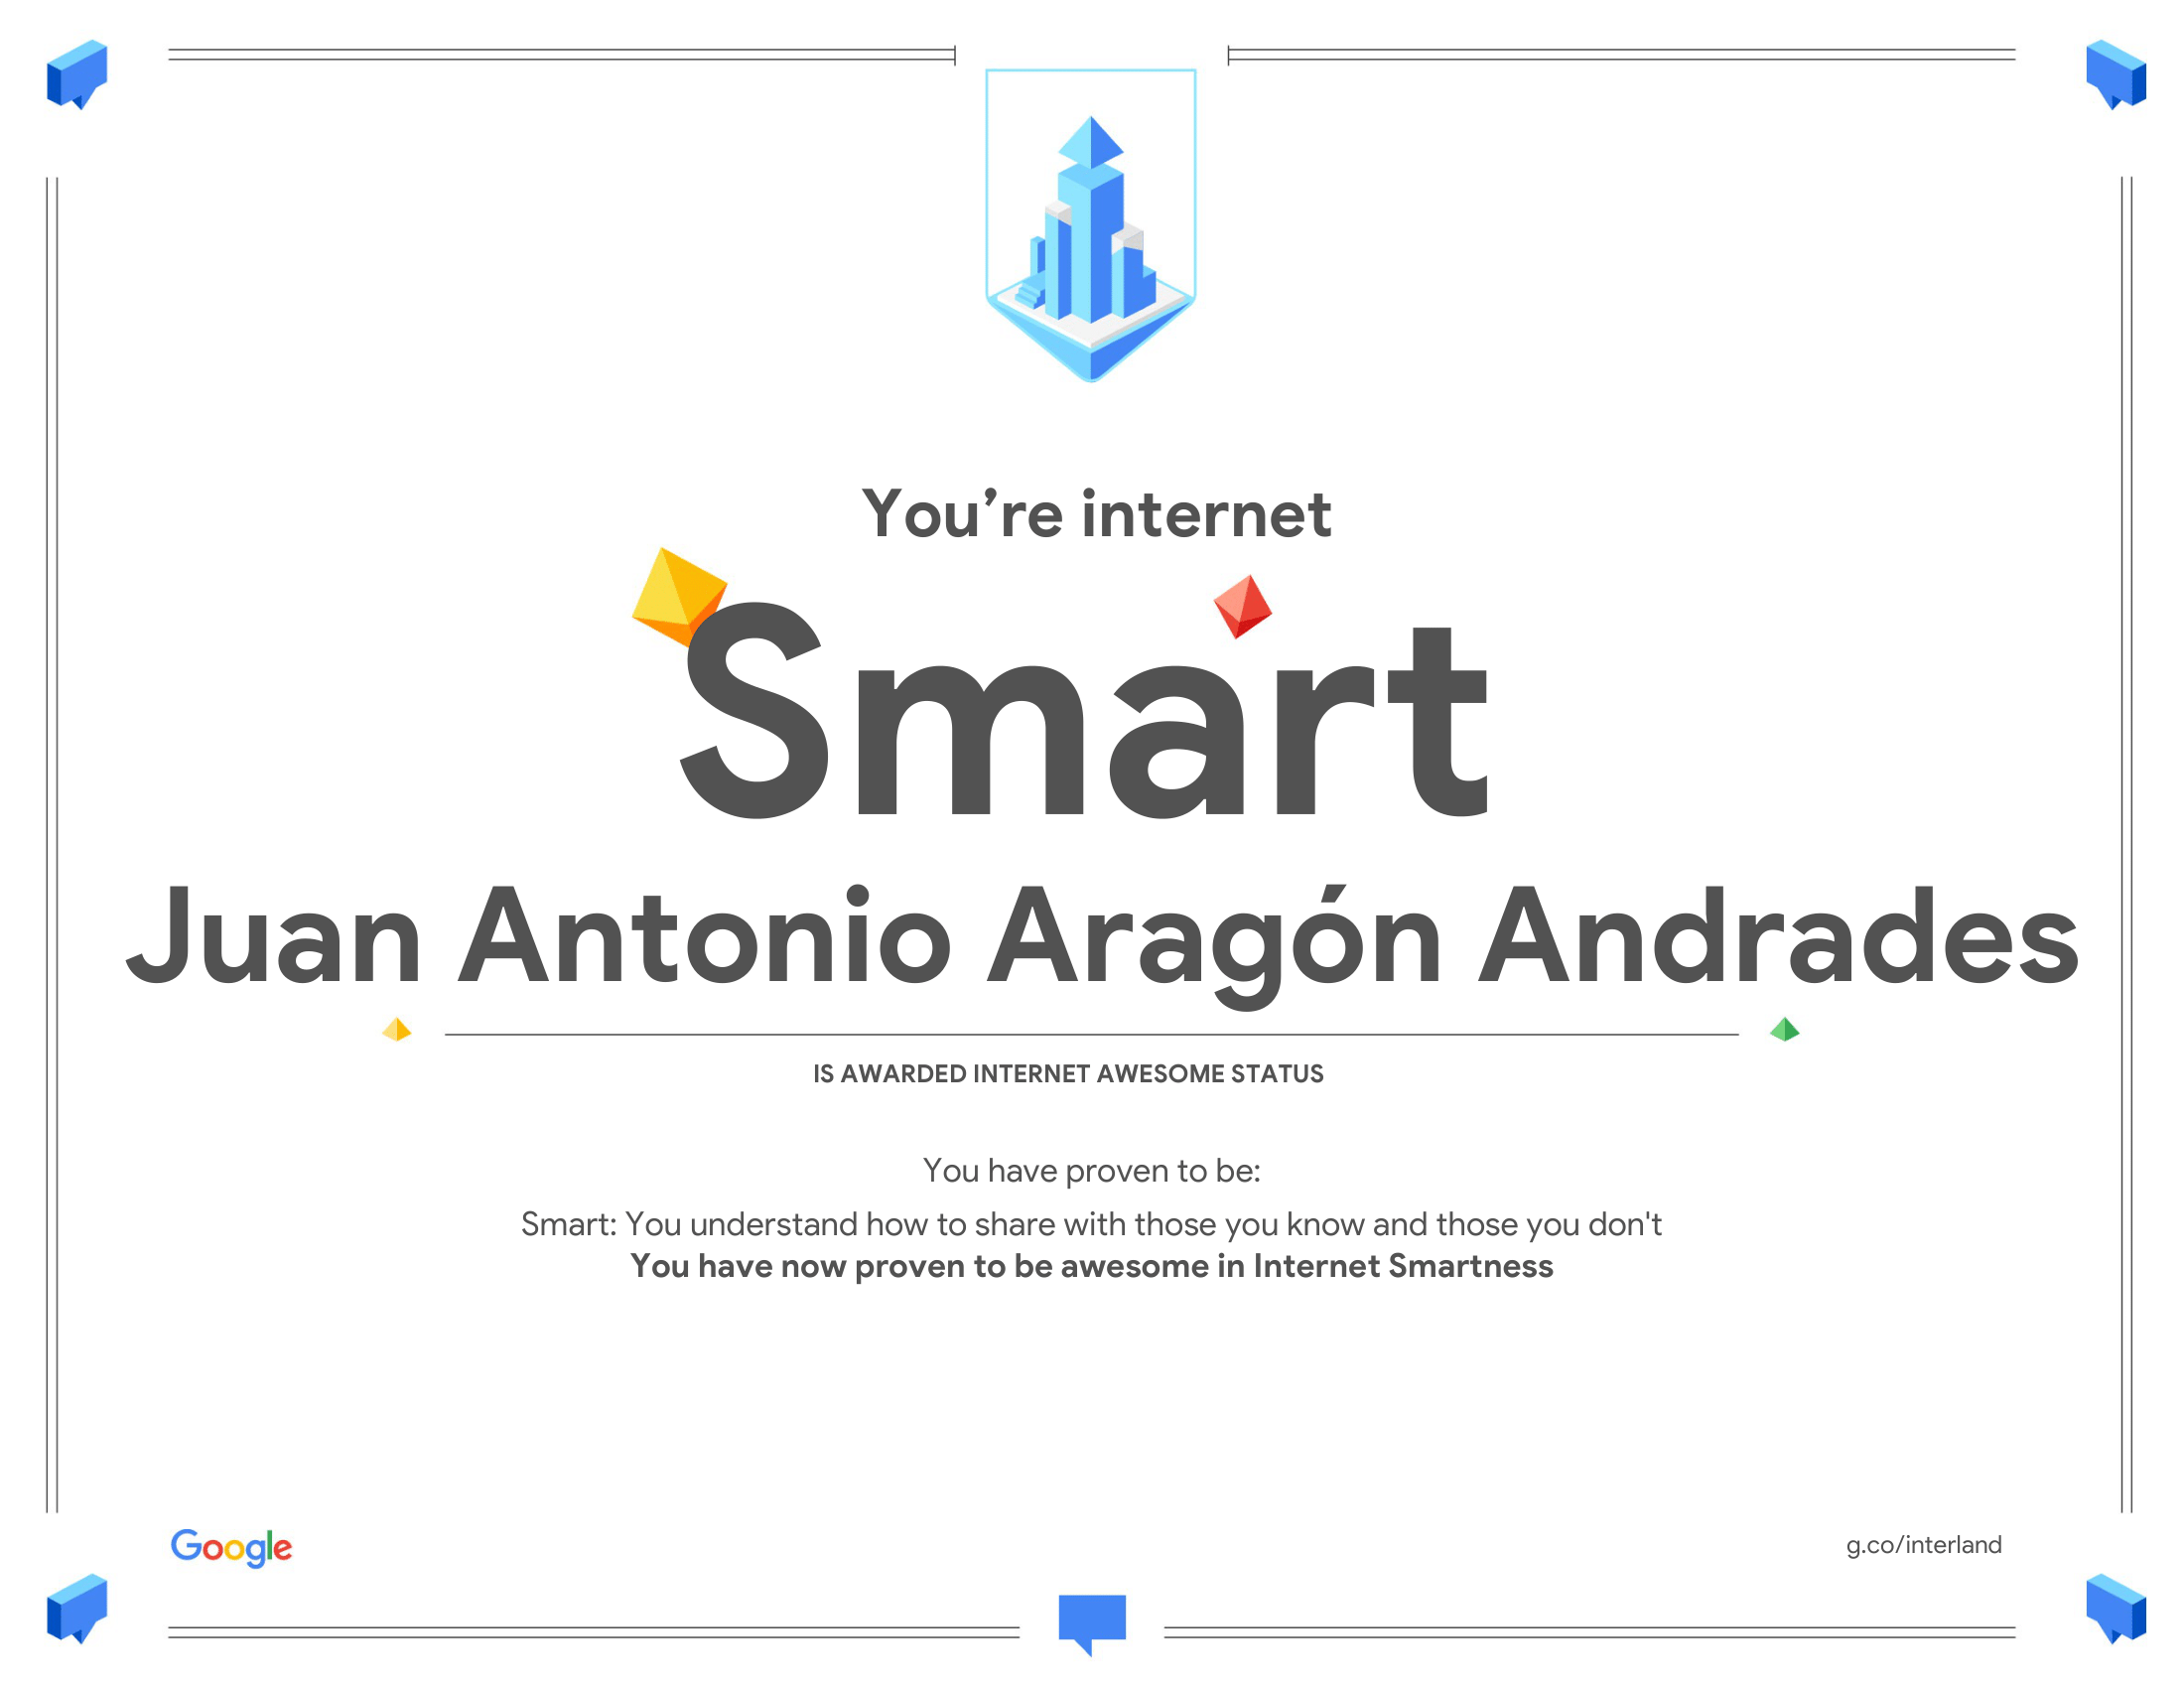 You’re internet
Smart
Juan Antonio Aragón Andrades
IS AWARDED INTERNET AWESOME STATUS
You have proven to be:
Smart: You understand how to share with those you know and those you don't
You have now proven to be awesome in Internet Smartness
Google
g.co/interland